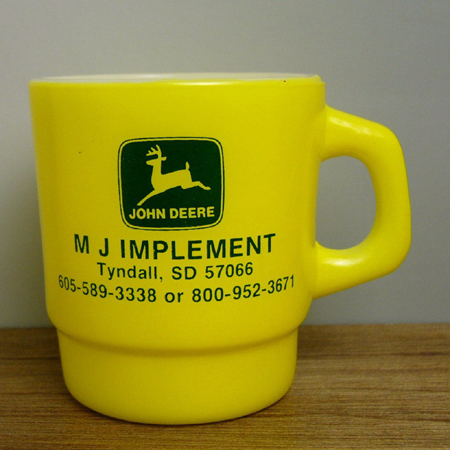 JOHN DEERE
M J IMPLEMENT
Tyndall, SD 57066
605-589-3338 or 800-952-3671